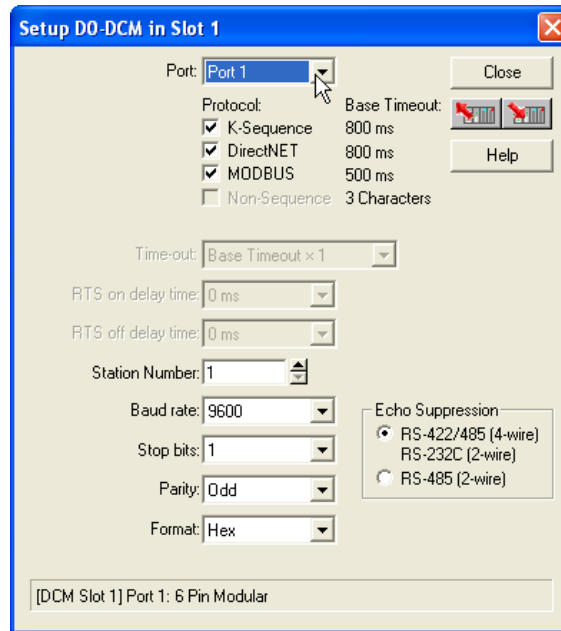 Setup D0-DCM in Slot 1
Port: Port 1
Close
Protocol: Base Timeout:
K-Sequence 800 ms
DirectNET 800 ms
MODBUS 500 ms
Non-Sequence 3 Characters
Help
Time-out: Base Timeout × 1
RTS on delay time: 0 ms
RTS off delay time: 0 ms
Station Number: 1
Baud rate: 9600
Stop bits: 1
Parity: Odd
Format: Hex
Echo Suppression
RS-422/485 (4-wire)
RS-232C (2-wire)
RS-485 (2-wire)
[DCM Slot 1] Port 1: 6 Pin Modular